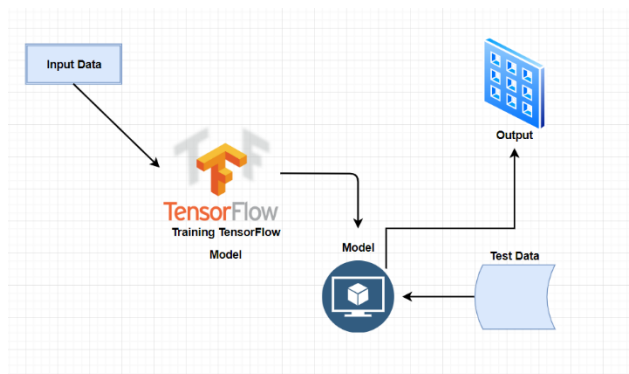 Input Data
Output
TensorFlow
Training TensorFlow
Model
Model
Test Data